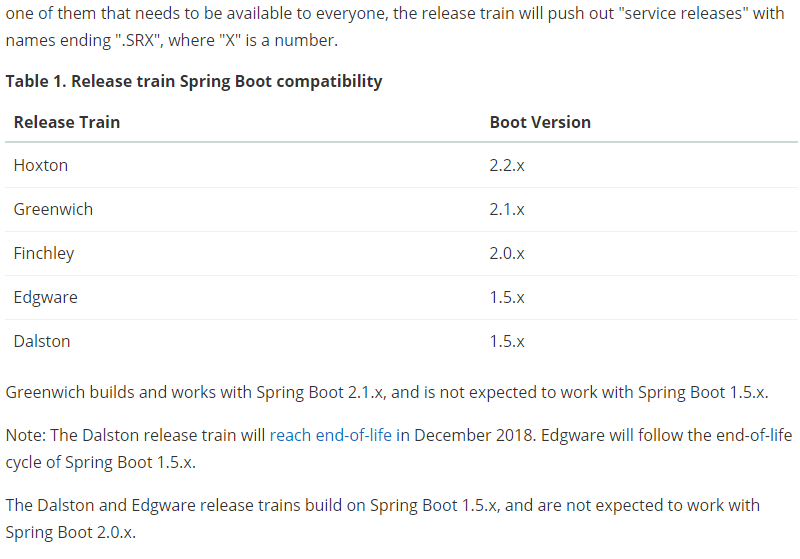 one of them that needs to be available to everyone, the release train will push out "service releases" with
names ending ".SRX", where "X" is a number.
Table 1. Release train Spring Boot compatibility
Release Train Boot Version
Hoxton 2.2.x
Greenwich 2.1.x
Finchley 2.0.x
Edgware 1.5.x
Dalston 1.5.x
Greenwich builds and works with Spring Boot 2.1.x, and is not expected to work with Spring Boot 1.5.x.
Note: The Dalston release train will reach end-of-life in December 2018. Edgware will follow the end-of-life
cycle of Spring Boot 1.5.x.
The Dalston and Edgware release trains build on Spring Boot 1.5.x, and are not expected to work with
Spring Boot 2.0.x.